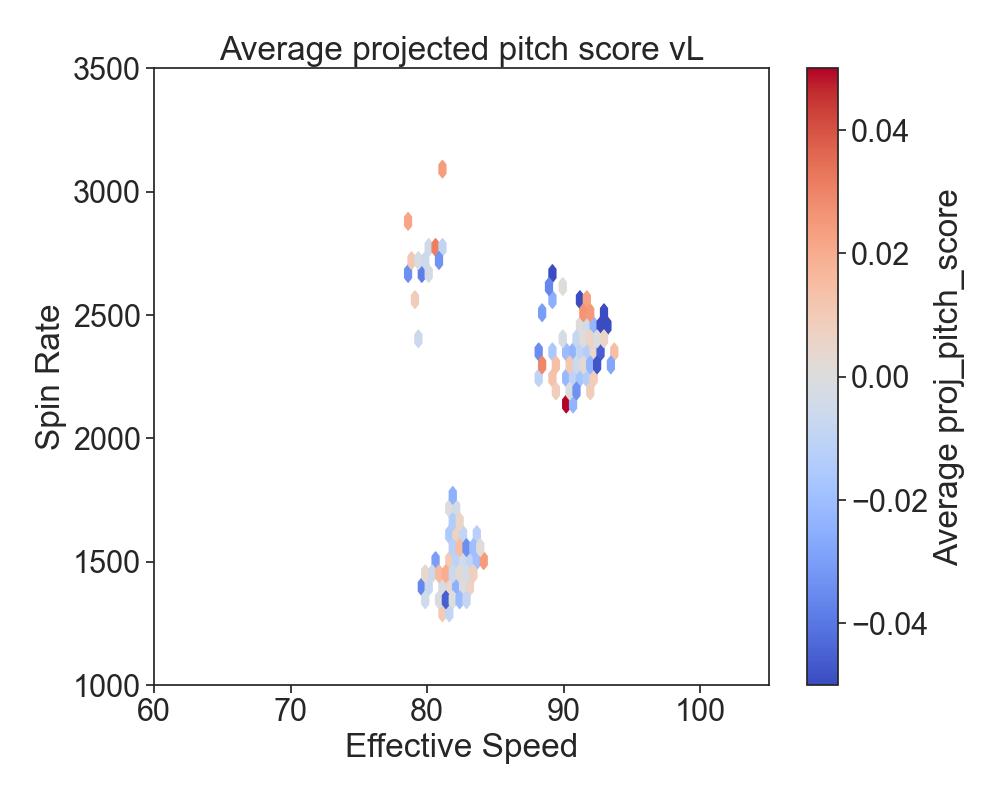 Average projected pitch score vL
3500
3000
2500
2000
1500
1000
Spin Rate
60 70 80 90 100
Effective Speed
0.04
0.02
0.00
−0.02
−0.04
Average proj_pitch_score